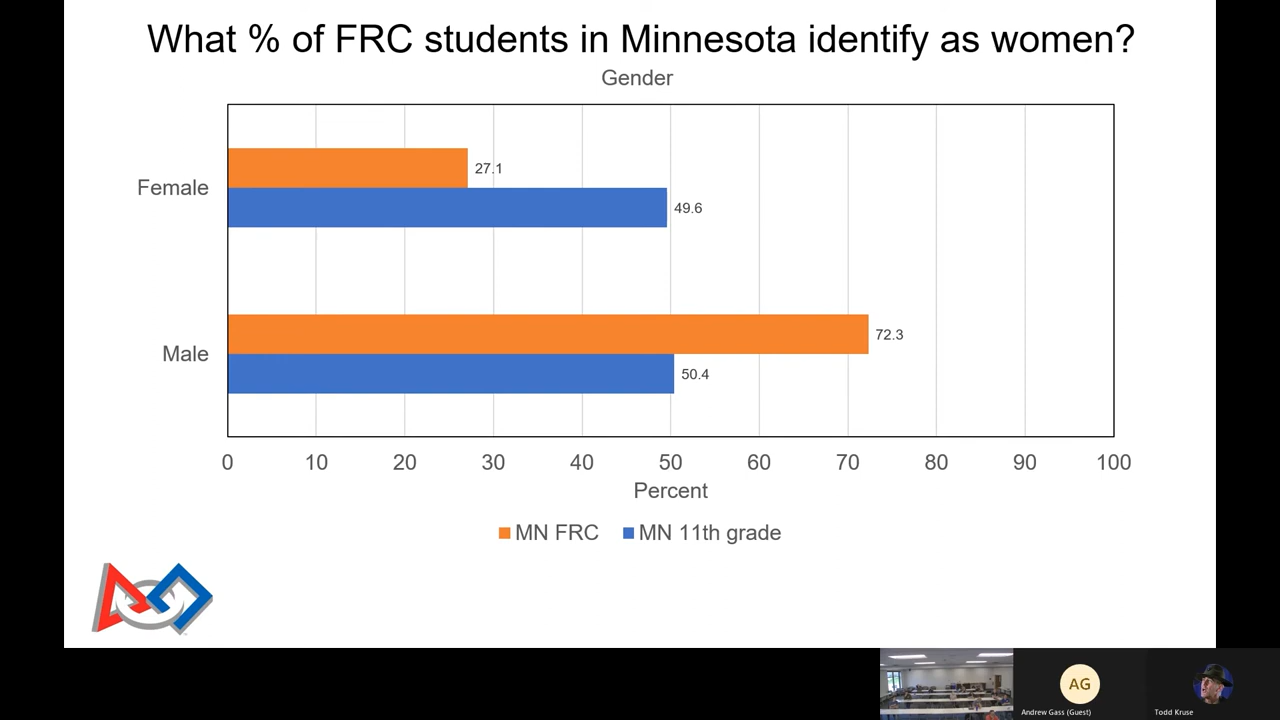 What % of FRC students in Minnesota identify as women?
Gender
Female
27.1
49.6
Male
72.3
50.4
0 10 20 30 40 50 60 70 80 90 100
Percent
MN FRC MN 11th grade
AG
Andrew Gass (Guest) Todd Kruse